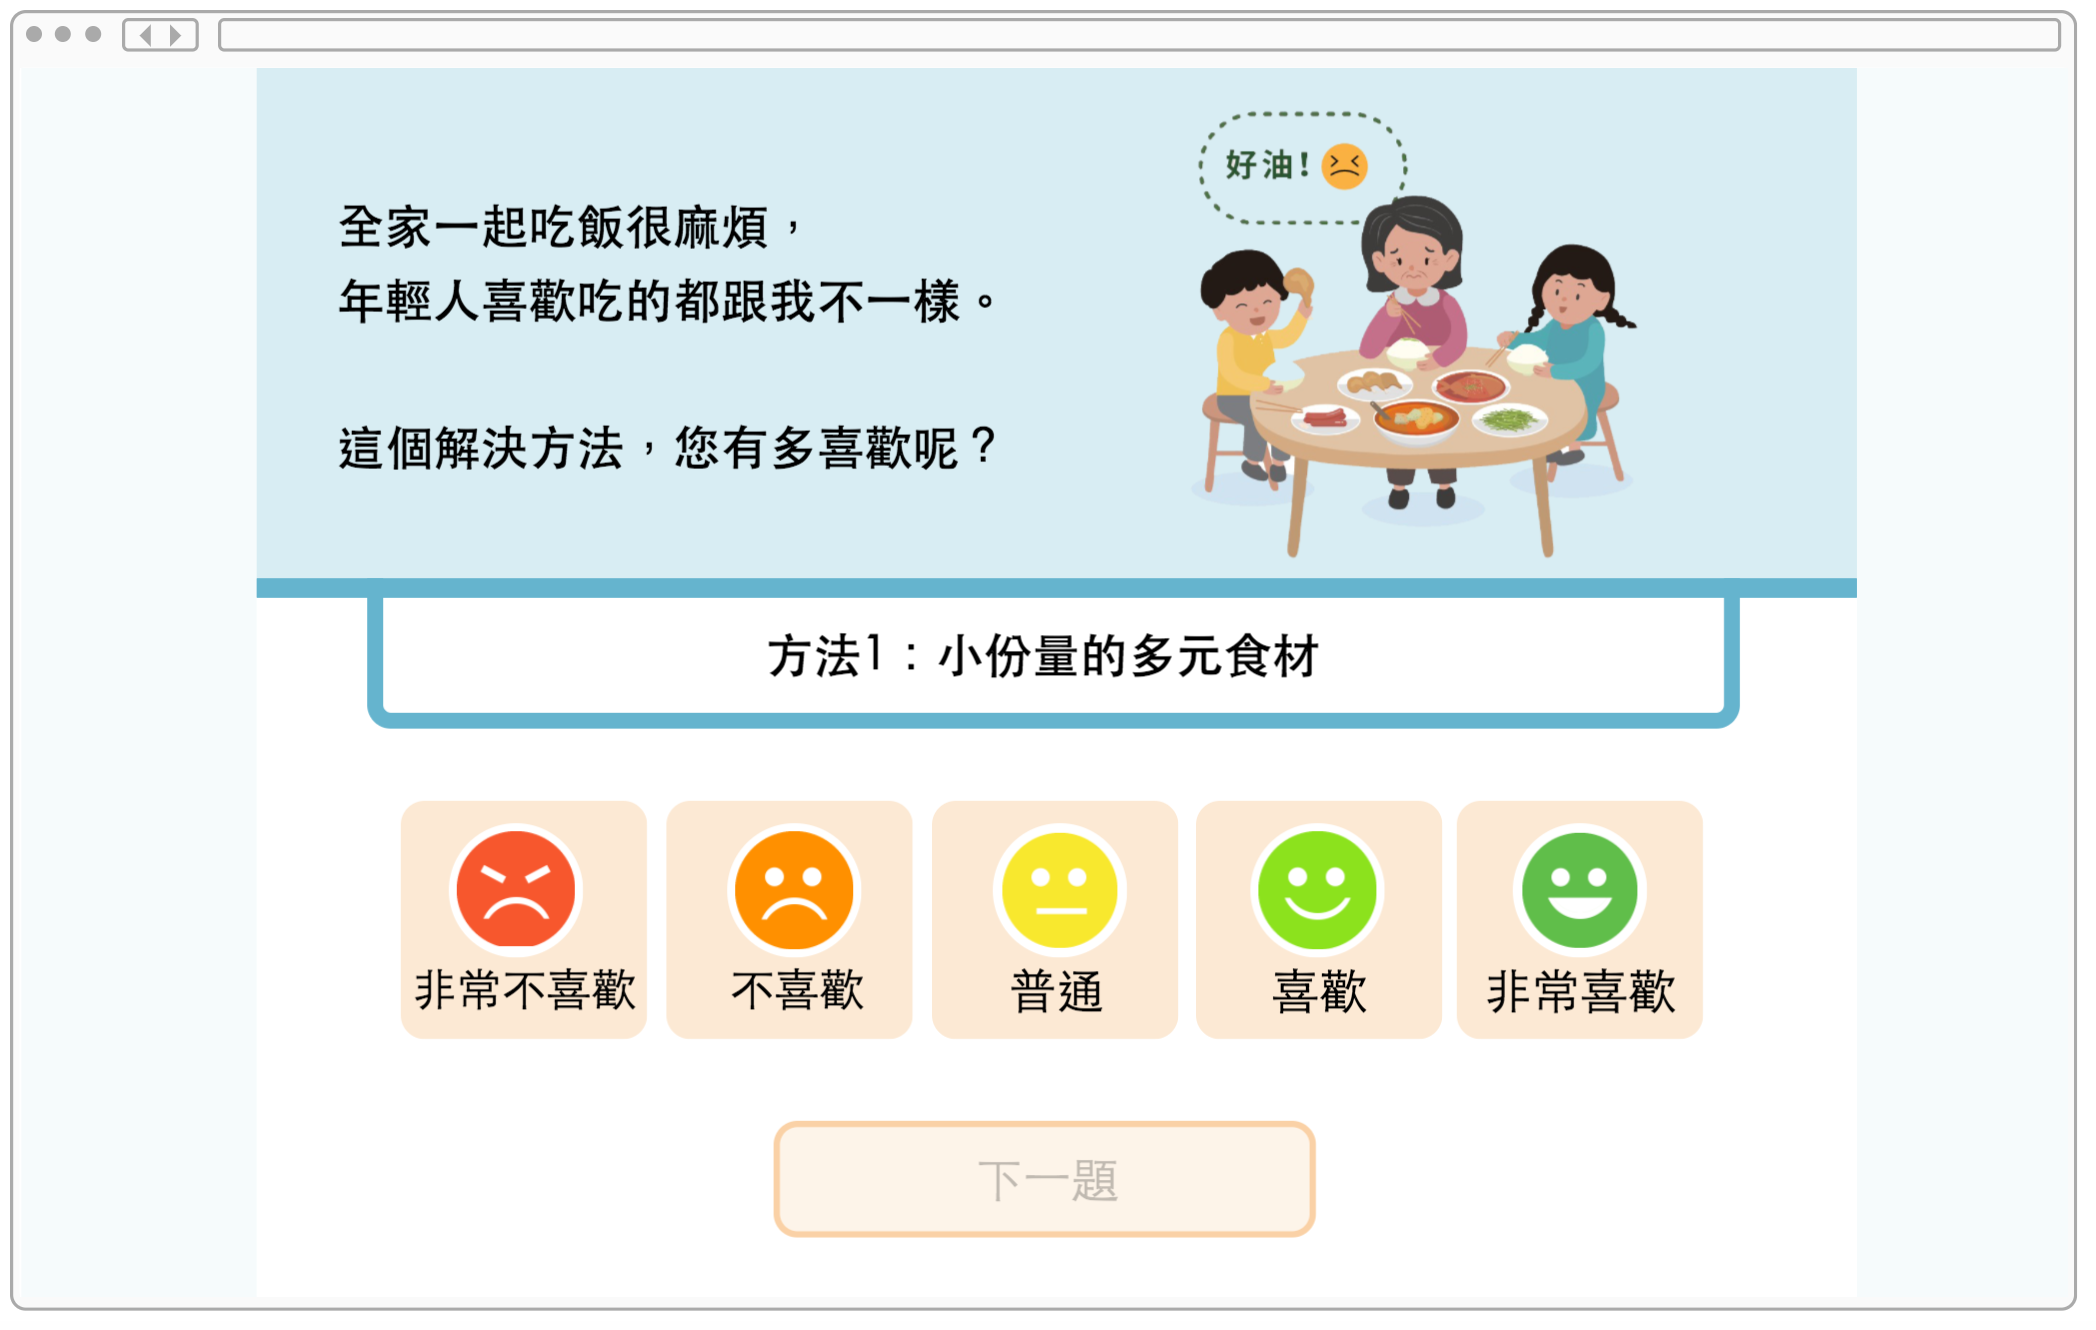 好油!
全家一起吃飯很麻煩，
年輕人喜歡吃的都跟我不一樣。
這個解決方法，您有多喜歡呢？
方法1：小份量的多元食材
非常不喜歡
不喜歡
普通
喜歡
非常喜歡
下一題